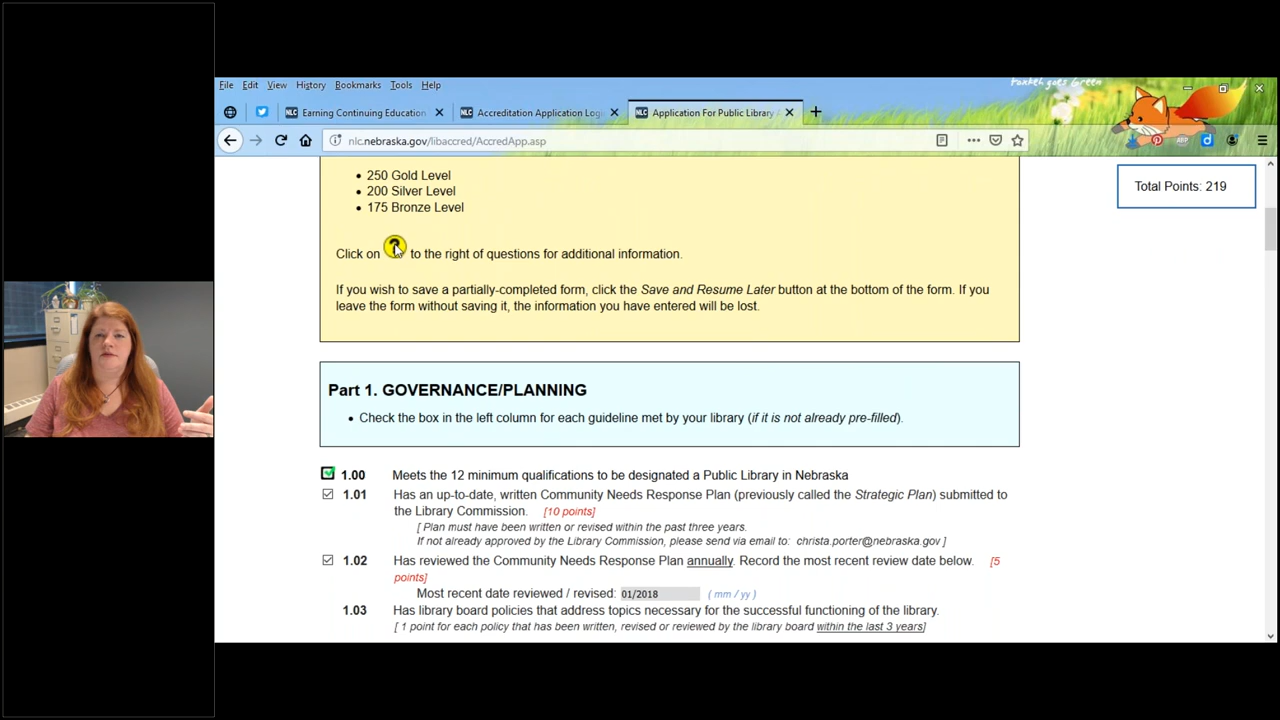 Foxkeh goes Green
File Edit View History Bookmarks Tools Help
NLC Earning Continuing Education
NLC Accreditation Application Log
NLC Application For Public Library A
nlc.nebraska.gov/libaccred/AccredApp.asp
ABP
d
• 250 Gold Level
• 200 Silver Level
• 175 Bronze Level
Total Points: 219
Click on ? to the right of questions for additional information.
If you wish to save a partially-completed form, click the Save and Resume Later button at the bottom of the form. If you
leave the form without saving it, the information you have entered will be lost.
Part 1. GOVERNANCE/PLANNING
• Check the box in the left column for each guideline met by your library (if it is not already pre-filled).
1.00 Meets the 12 minimum qualifications to be designated a Public Library in Nebraska
1.01 Has an up-to-date, written Community Needs Response Plan (previously called the Strategic Plan) submitted to
the Library Commission. [10 points]
[ Plan must have been written or revised within the past three years.
If not already approved by the Library Commission, please send via email to: christa.porter@nebraska.gov ]
1.02 Has reviewed the Community Needs Response Plan annually. Record the most recent review date below. [5
points]
Most recent date reviewed / revised: 01/2018 ( mm / yy )
1.03 Has library board policies that address topics necessary for the successful functioning of the library.
[ 1 point for each policy that has been written, revised or reviewed by the library board within the last 3 years]